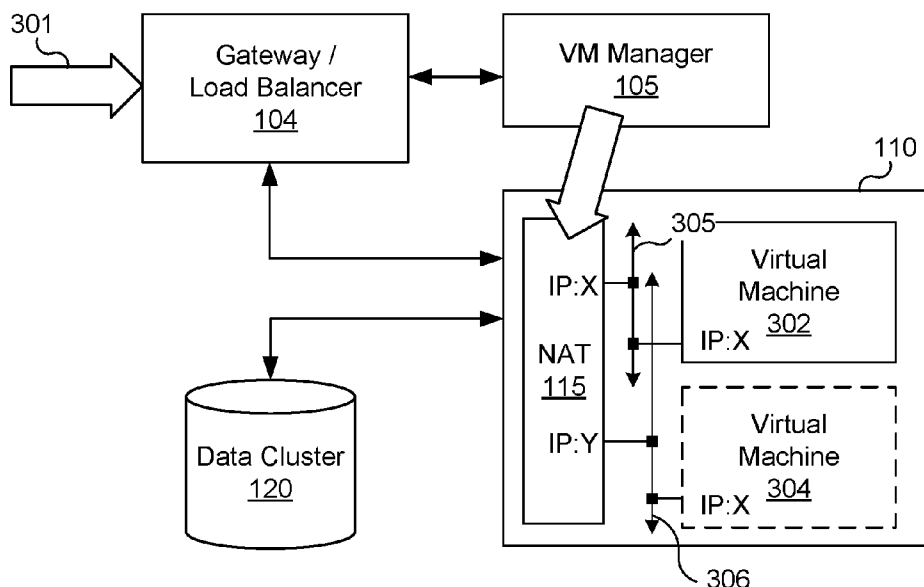 301
Gateway /
Load Balancer
104
VM Manager
105
110
305
Virtual
Machine
302
IP:X
IP:X
NAT
115
IP:Y
Virtual
Machine
304
IP:X
306
Data Cluster
120